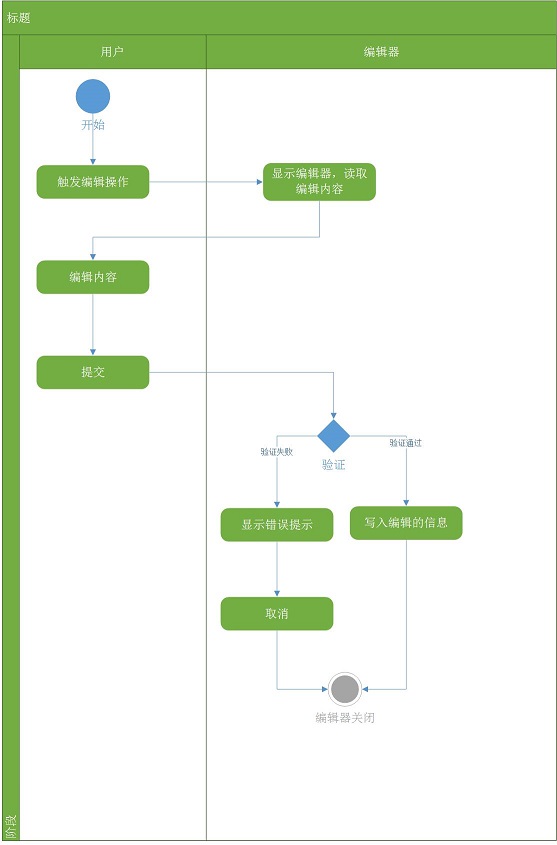 标题
用户
编辑器
开始
触发编辑操作
显示编辑器，读取
编辑内容
编辑内容
提交
验证失败
验证通过
验证
显示错误提示
写入编辑的信息
取消
编辑器关闭
阶段